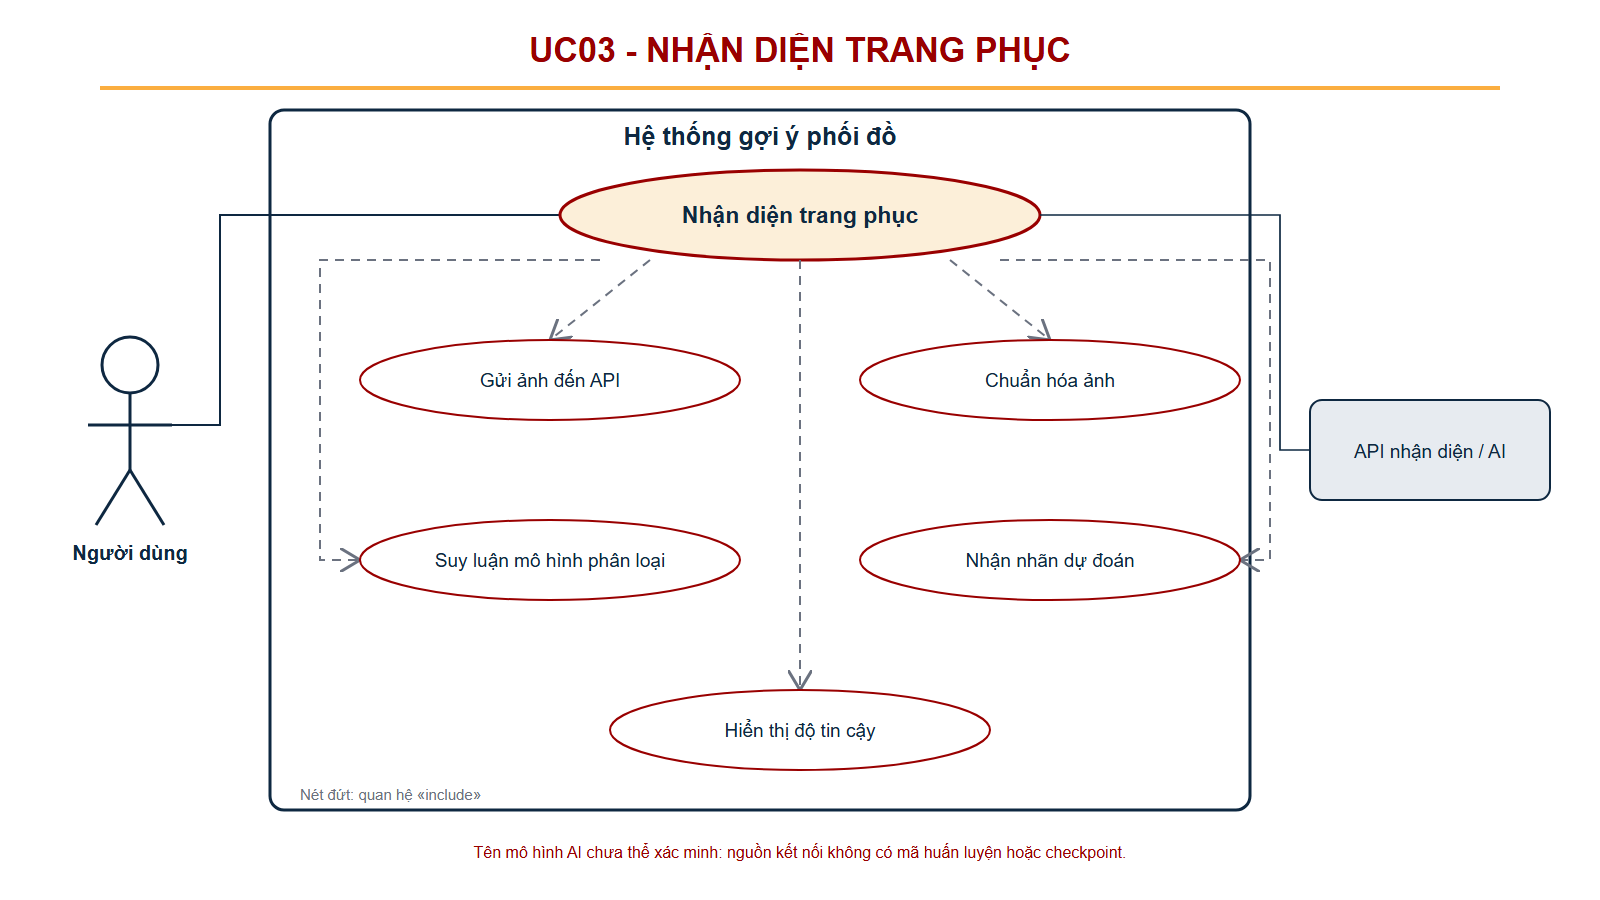 UC03 - NHẬN DIỆN TRANG PHỤC
Hệ thống gợi ý phối đồ
Nhận diện trang phục
Gửi ảnh đến API
Chuẩn hóa ảnh
API nhận diện / AI
Người dùng
Suy luận mô hình phân loại
Nhận nhãn dự đoán
Hiển thị độ tin cậy
Nét đứt: quan hệ «include»
Tên mô hình AI chưa thể xác minh: nguồn kết nối không có mã huấn luyện hoặc checkpoint.